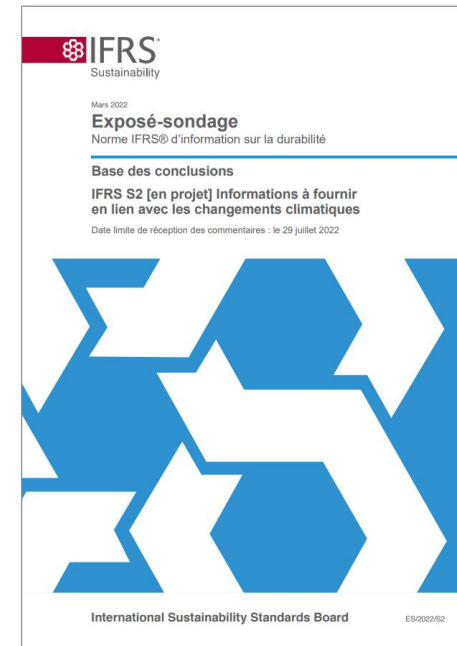 IFRS
Sustainability
Mars 2022
Exposé-sondage
Norme IFRS® d'information sur la durabilité
Base des conclusions
IFRS S2 [en projet] Informations à fournir
en lien avec les changements climatiques
Date limite de réception des commentaires : le 29 juillet 2022
International Sustainability Standards Board
ES/2022/S2